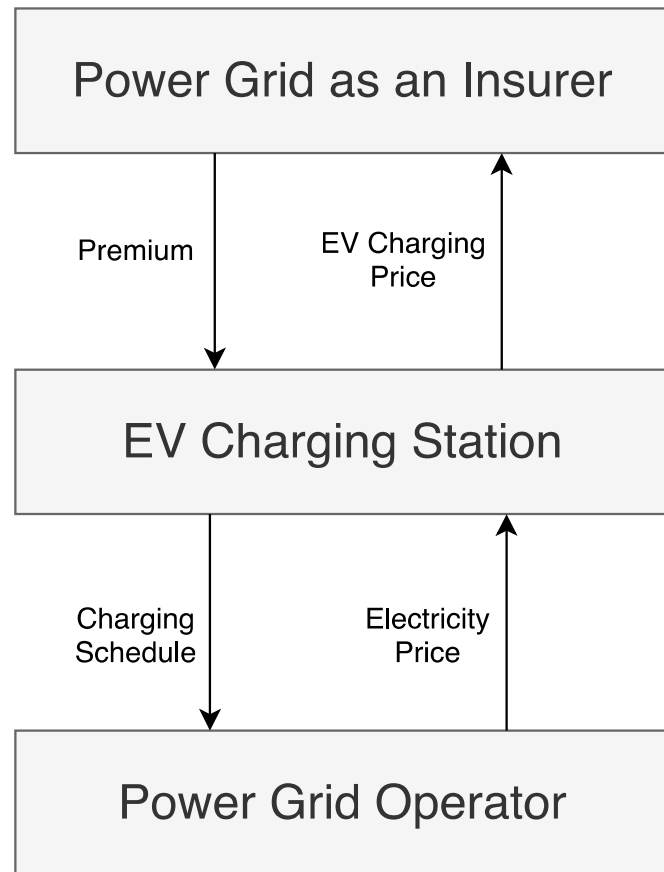 Power Grid as an Insurer
Premium
EV Charging
Price
EV Charging Station
Charging
Schedule
Electricity
Price
Power Grid Operator